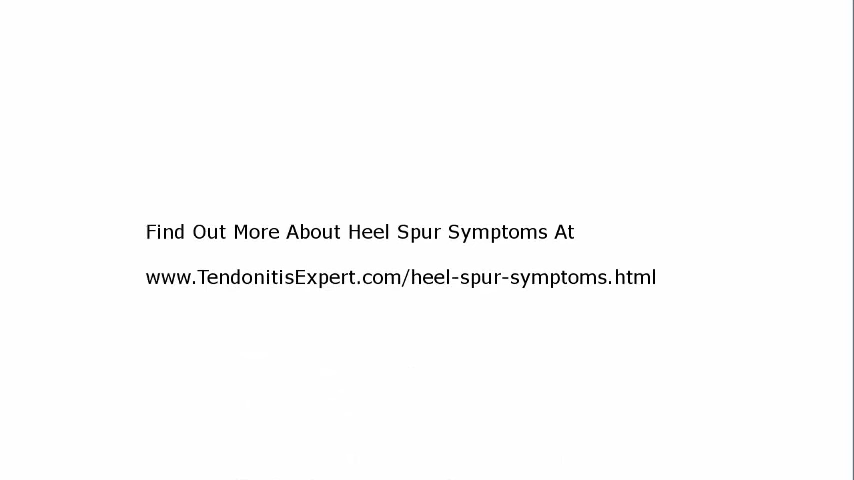 Find Out More About Heel Spur Symptoms At
www.TendonitisExpert.com/heel-spur-symptoms.html